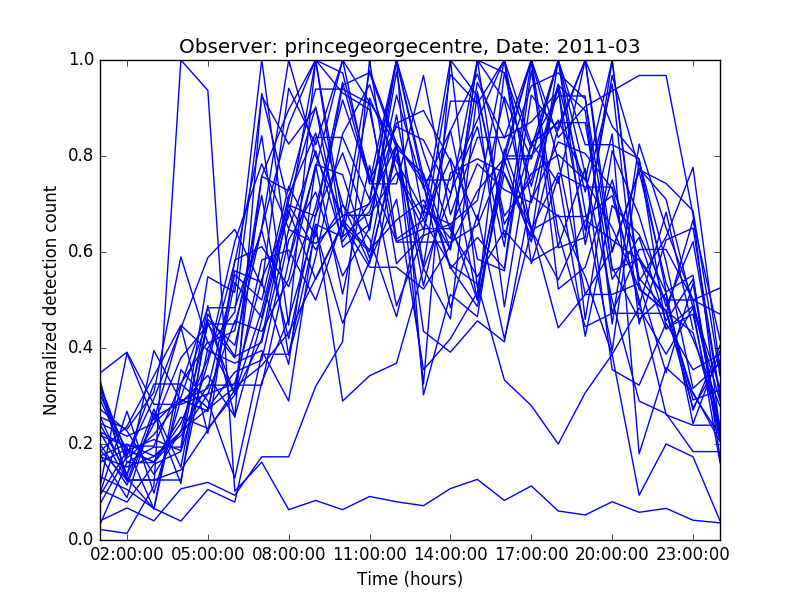 Observer: princegeorgecentre, Date: 2011-03
Normalized detection count
1.0
0.8
0.6
0.4
0.2
0.0
02:00:00 05:00:00 08:00:00 11:00:00 14:00:00 17:00:00 20:00:00 23:00:00
Time (hours)